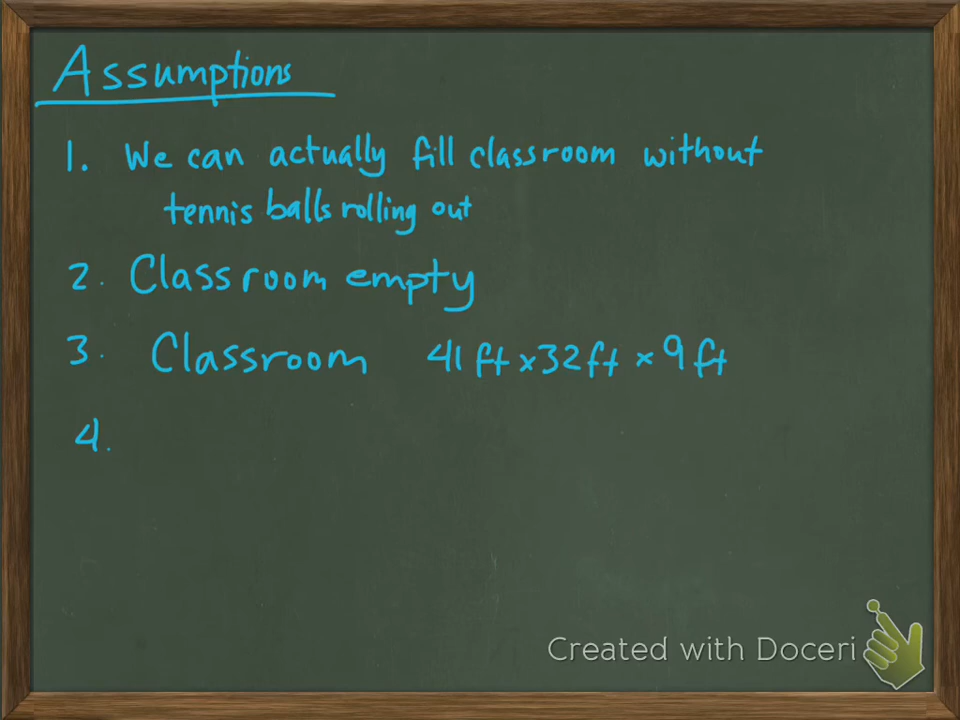 Assumptions
1. We can actually fill classroom without
tennis balls rolling out
2. Classroom empty
3. Classroom 41 ft x 32 ft x 9 ft
4.
Created with Doceri